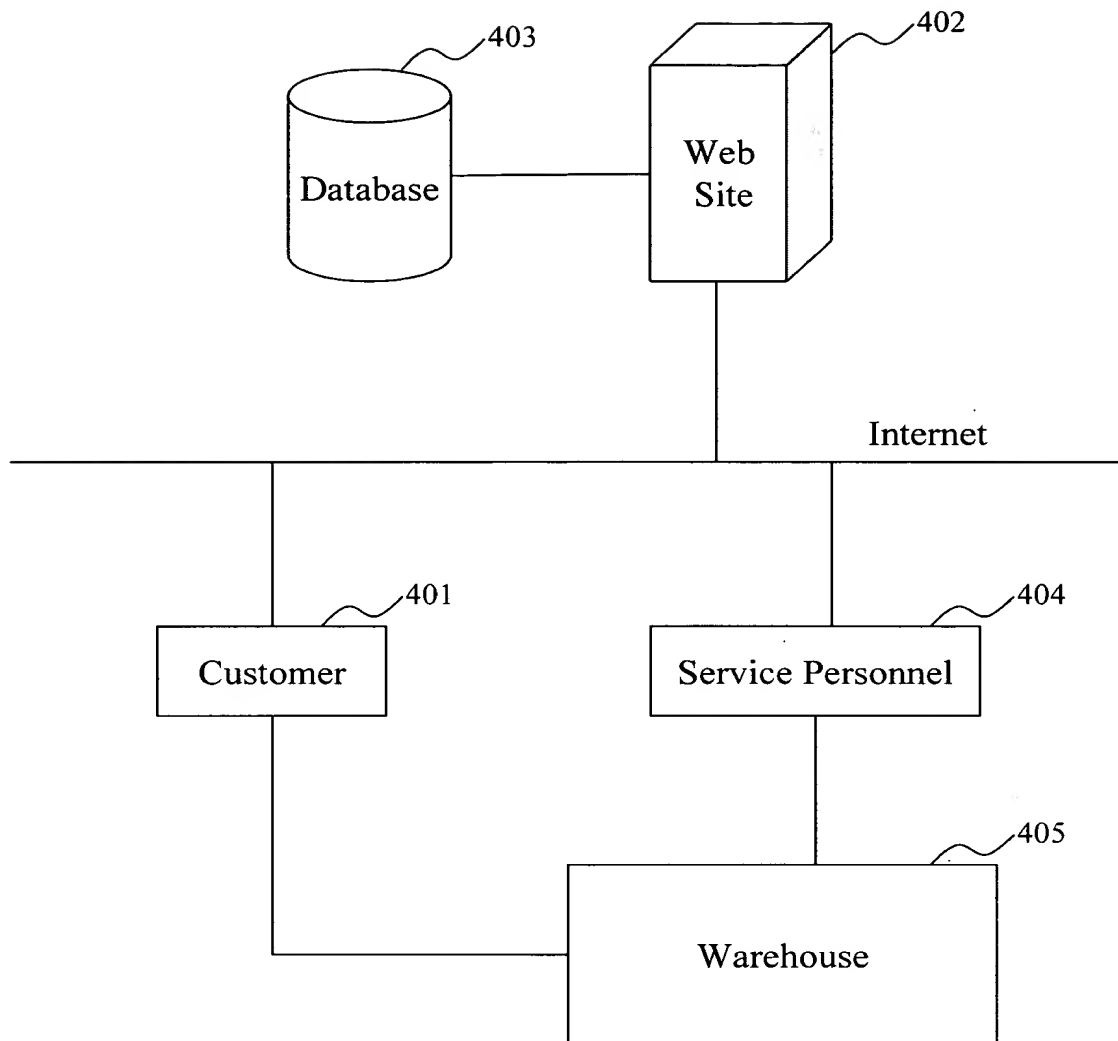 403
402
Database
Web
Site
Internet
401
404
Customer
Service Personnel
405
Warehouse